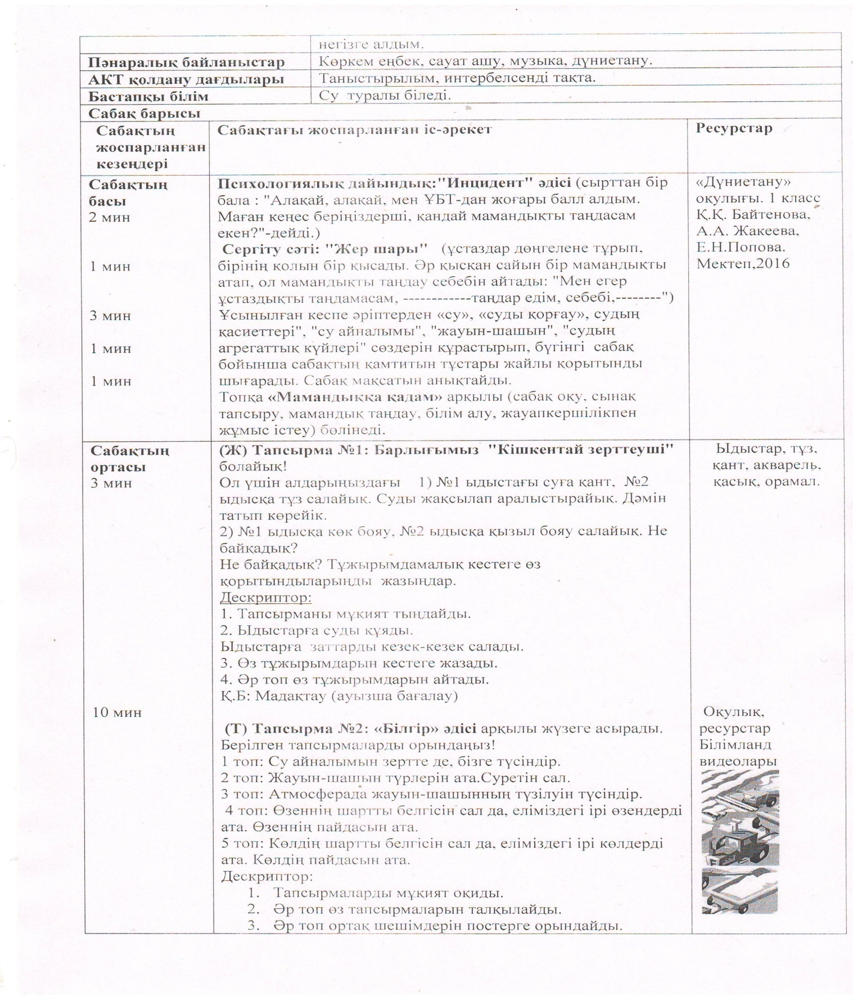 негізге алдым.
Пәнаралық байланыстар
Көркем еңбек, сауат ашу, музыка, дүниетану.
АКТ қолдану дағдылары
Таныстырылым, интербелсенді тақта.
Бастапқы білім
Су туралы біледі.
Сабақ барысы
Сабақтың
жоспарланған
кезеңдері
Сабақтағы жоспарланған іс-әрекет
Ресурстар
Сабақтың
басы
2 мин
1 мин
3 мин
1 мин
1 мин
Психологиялық дайындық:"Инцидент" әдісі (сырттан бір
бала : "Алақай, алақай, мен ҰБТ-дан жоғары балл алдым.
Маған кеңес беріңіздерші, қандай мамандықты таңдасам
екен?"-дейді.)
Сергіту сәті: "Жер шары" (ұстаздар дөңгелене тұрып,
бірінің қолын бір қысады. Әр қысқан сайын бір мамандықты
атап, ол мамандықты таңдау себебін айтады: "Мен егер
ұстаздықты таңдамасам, ------------таңдар едім, себебі,--------")
Ұсынылған кеспе әріптерден «су», «суды қорғау», судың
қасиеттері", "су айналымы", "жауын-шашын", "судың
агрегаттық күйлері" сөздерін құрастырып, бүгінгі сабақ
бойынша сабақтың қамтитын тұстары жайлы қорытынды
шығарады. Сабақ мақсатын анықтайды.
Топқа «Мамандыққа қадам» арқылы (сабақ оқу, сынақ
тапсыру, мамандық таңдау, білім алу, жауапкершілікпен
жұмыс істеу) бөлінеді.
«Дүниетану»
оқулығы. 1 класс
Қ.Қ. Байтенова,
А.А. Жакеева,
Е.Н.Попова.
Мектеп,2016
Сабақтың
ортасы
3 мин
10 мин
(Ж) Тапсырма №1: Барлығымыз "Кішкентай зерттеуші"
болайық!
Ол үшін алдарыңыздағы 1) №1 ыдыстағы суға қант, №2
ыдысқа тұз салайық. Суды жақсылап аралыстырайық. Дәмін
татып көрейік.
2) №1 ыдысқа көк бояу, №2 ыдысқа қызыл бояу салайық. Не
байқадық?
Не байқадық? Тұжырымдамалық кестеге өз
қорытындыларыңды жазыңдар.
Дескриптор:
1. Тапсырманы мұқият тыңдайды.
2. Ыдыстарға суды құяды.
Ыдыстарға заттарды кезек-кезек салады.
3. Өз тұжырымдарын кестеге жазады.
4. Әр топ өз тұжырымдарын айтады.
Қ.Б: Мадақтау (ауызша бағалау)
(Т) Тапсырма №2: «Білгір» әдісі арқылы жүзеге асырады.
Берілген тапсырмаларды орындаңыз!
1 топ: Су айналымын зертте де, бізге түсіндір.
2 топ: Жауын-шашын түрлерін ата.Суретін сал.
3 топ: Атмосферада жауын-шашынның түзілуін түсіндір.
4 топ: Өзеннің шартты белгісін сал да, еліміздегі ірі өзендерді
ата. Өзеннің пайдасын ата.
5 топ: Көлдің шартты белгісін сал да, еліміздегі ірі көлдерді
ата. Көлдің пайдасын ата.
Дескриптор:
1. Тапсырмаларды мұқият оқиды.
2. Әр топ өз тапсырмаларын талқылайды.
3. Әр топ ортақ шешімдерін постерге орындайды.
Ыдыстар, тұз,
қант, акварель,
қасық, орамал.
Оқулық,
ресурстар
Білімланд
видеолары